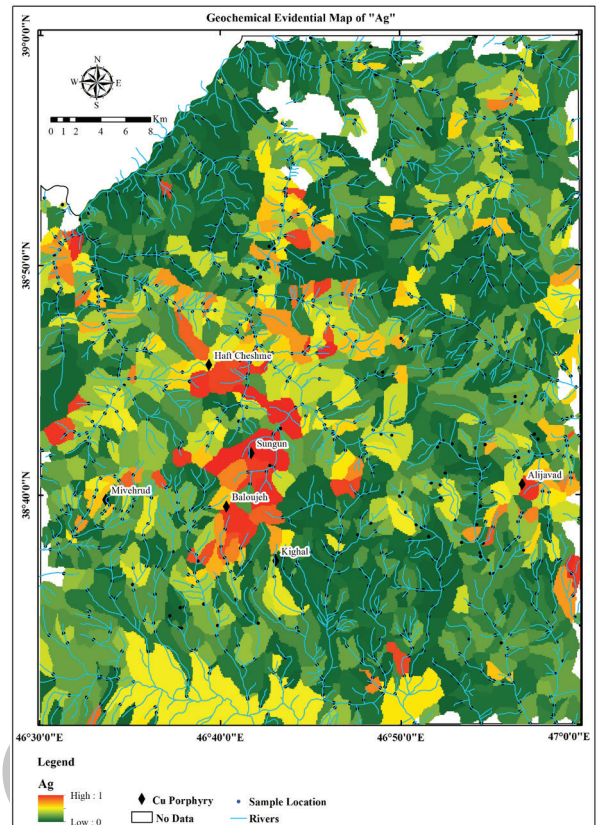 Geochemical Evidential Map of "Ag"
39°0'0"N
N
W E
S
Km
0 1 2 4 6 8
38°50'0"N
Haft Cheshme
Sungun
Alijavad
38°40'0"N
Mivehrud
Baloujeh
Kighal
46°30'0"E 46°40'0"E 46°50'0"E 47°0'0"E
Legend
Ag
High : 1
Low : 0
Cu Porphyry
Sample Location
No Data
Rivers